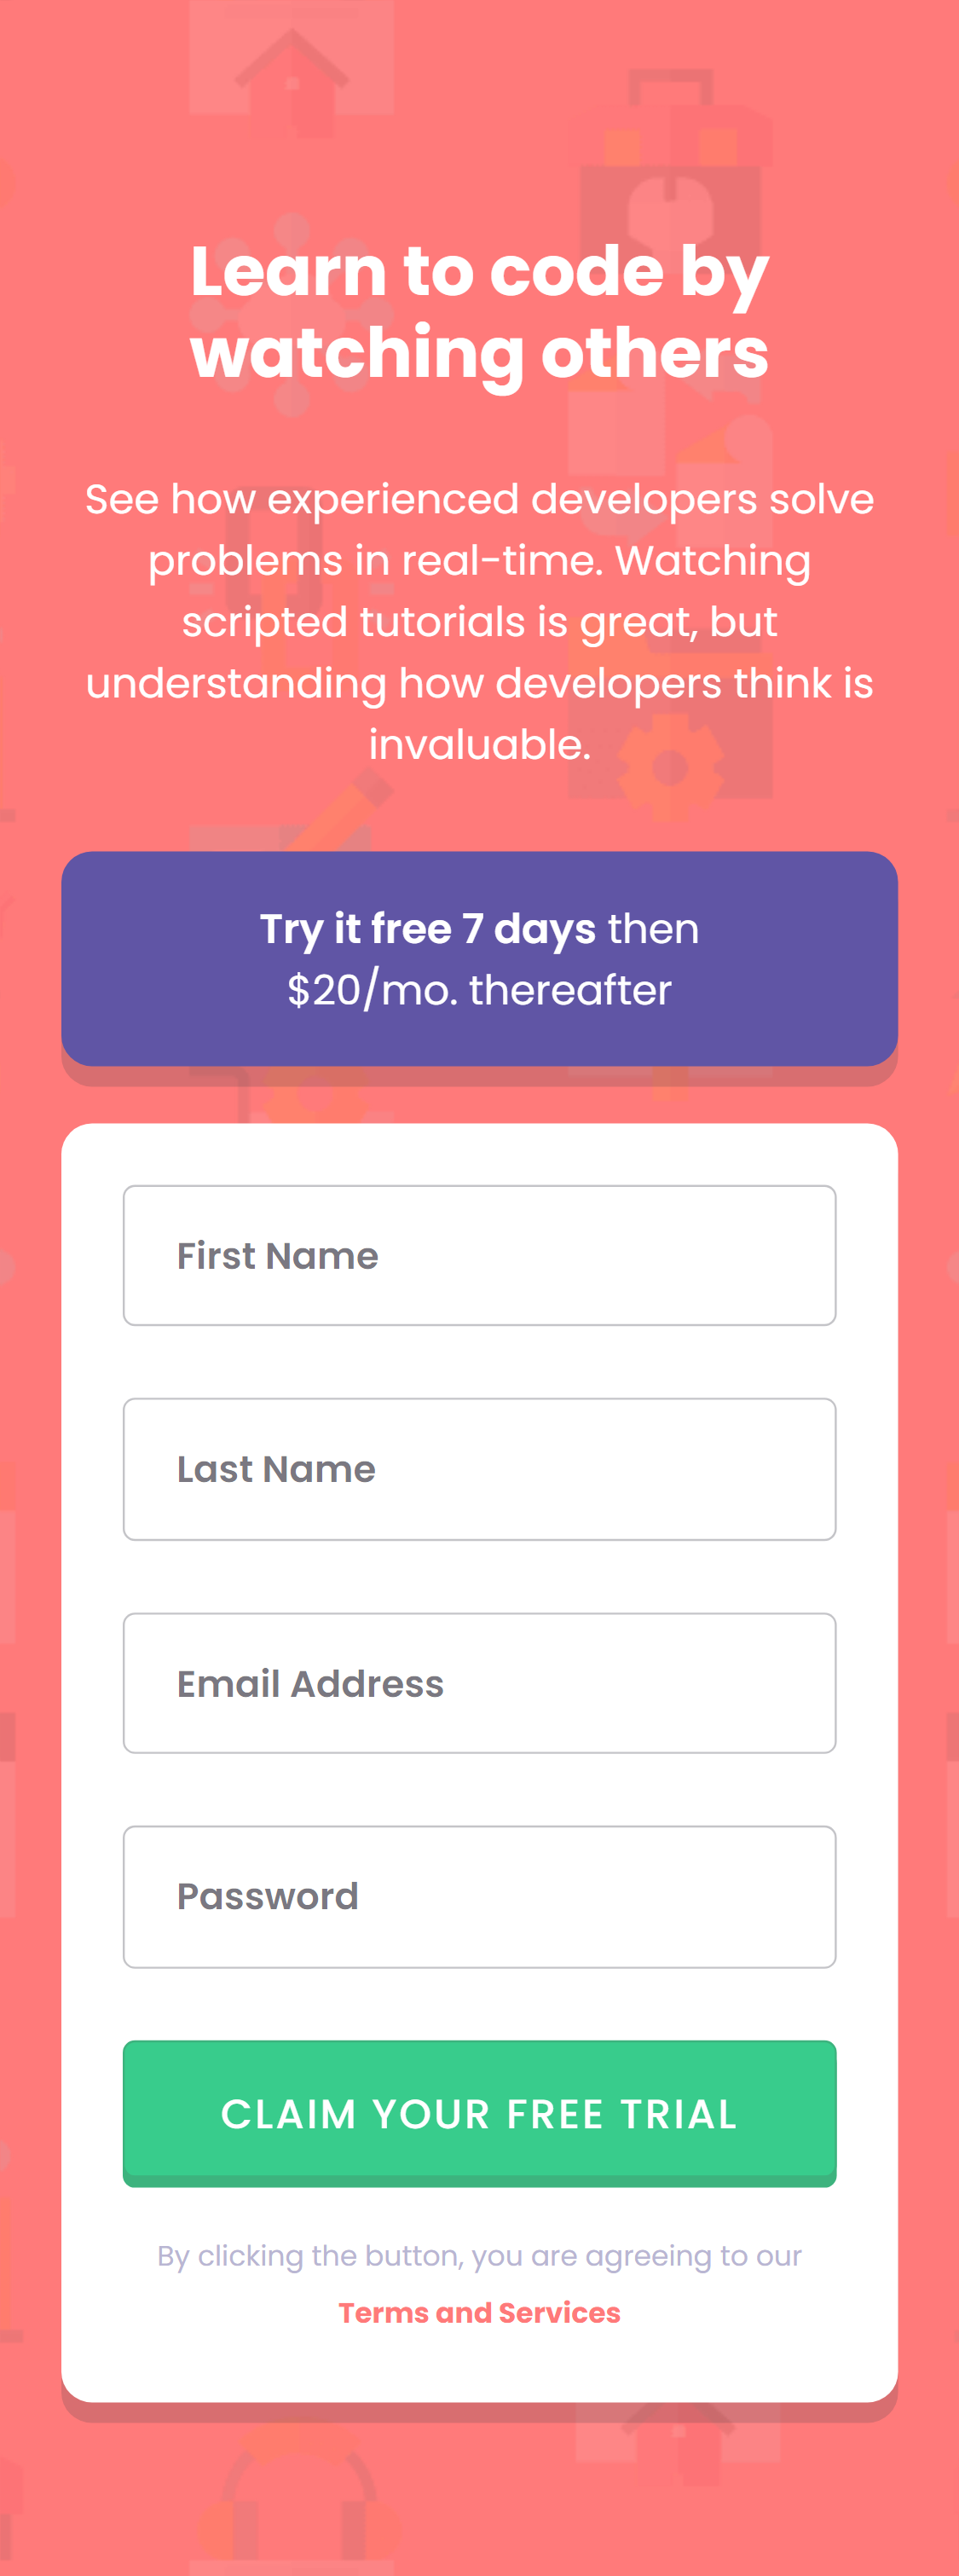 Learn to code by
watching others
See how experienced developers solve
problems in real-time. Watching
scripted tutorials is great, but
understanding how developers think is
invaluable.
Try it free 7 days then
$20/mo. thereafter
First Name
Last Name
Email Address
Password
CLAIM YOUR FREE TRIAL
By clicking the button, you are agreeing to our
Terms and Services